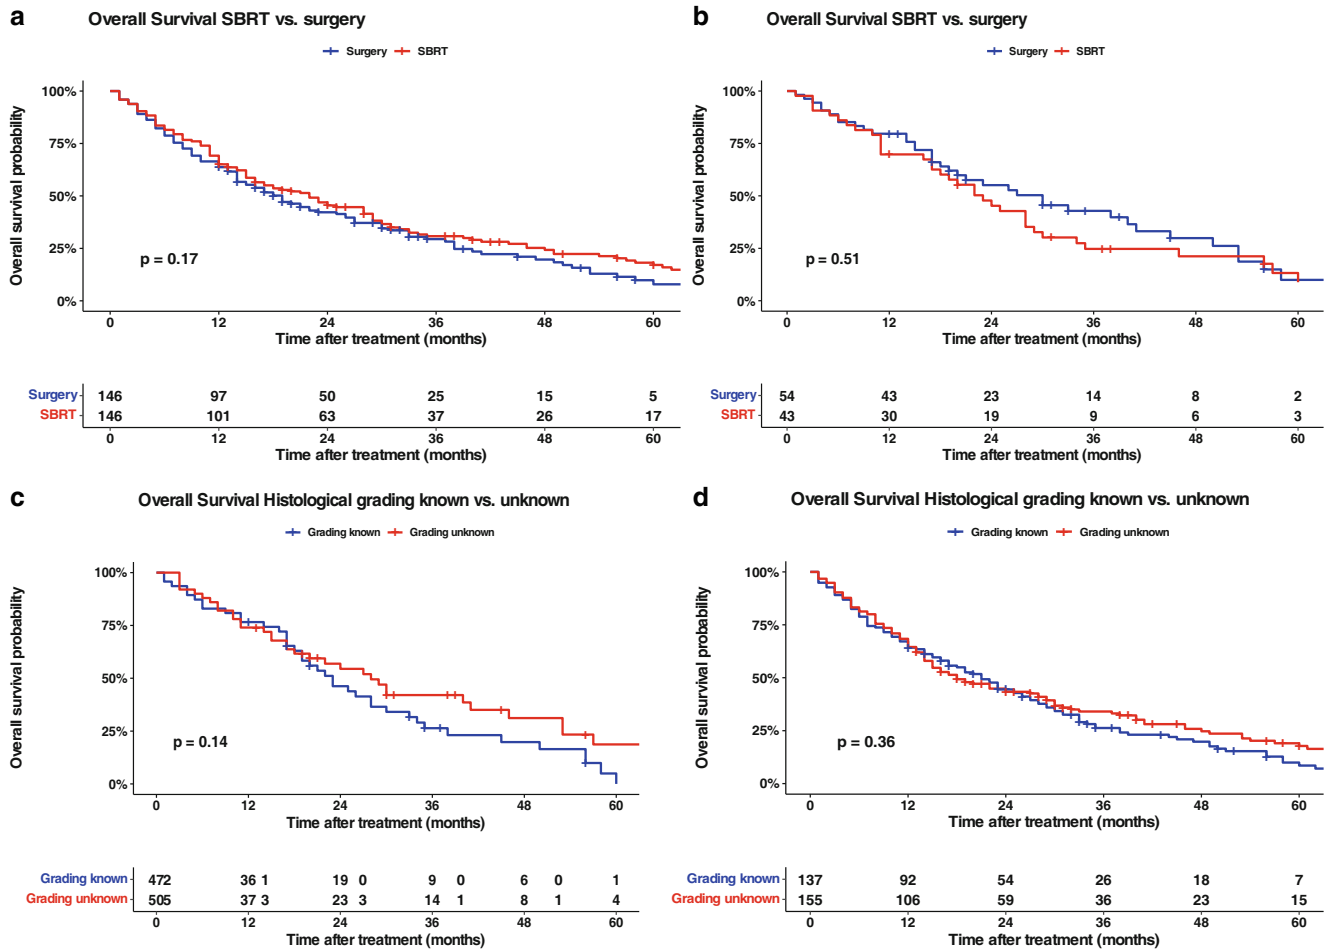 a Overall Survival SBRT vs. surgery
Surgery SBRT
Overall survival probability
100%
75%
50%
25%
0%
p = 0.17
0 12 24 36 48 60
Time after treatment (months)
Surgery 146 97 50 25 15 5
SBRT 146 101 63 37 26 17
0 12 24 36 48 60
Time after treatment (months)
b Overall Survival SBRT vs. surgery
Surgery SBRT
Overall survival probability
100%
75%
50%
25%
0%
p = 0.51
0 12 24 36 48 60
Time after treatment (months)
Surgery 54 43 23 14 8 2
SBRT 43 30 19 9 6 3
0 12 24 36 48 60
Time after treatment (months)
c Overall Survival Histological grading known vs. unknown
Grading known Grading unknown
Overall survival probability
100%
75%
50%
25%
0%
p = 0.14
0 12 24 36 48 60
Time after treatment (months)
Grading known 472 36 1 19 0 9 0 6 0 1
Grading unknown 505 37 3 23 3 14 1 8 1 4
0 12 24 36 48 60
Time after treatment (months)
d Overall Survival Histological grading known vs. unknown
Grading known Grading unknown
Overall survival probability
100%
75%
50%
25%
0%
p = 0.36
0 12 24 36 48 60
Time after treatment (months)
Grading known 137 92 54 26 18 7
Grading unknown 155 106 59 36 23 15
0 12 24 36 48 60
Time after treatment (months)